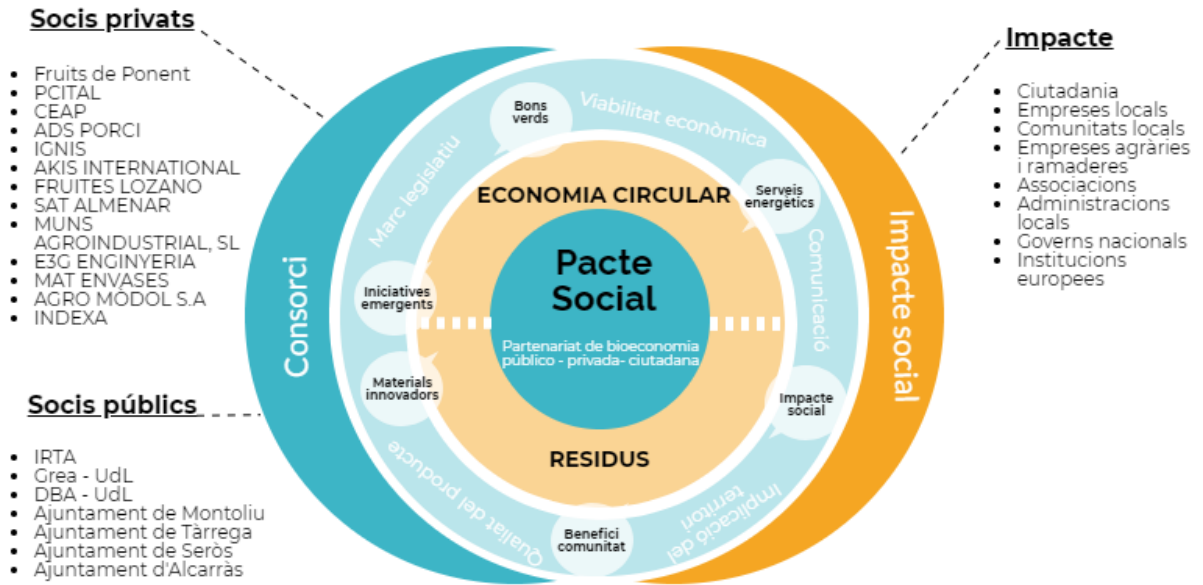 Socis privats
• Fruits de Ponent
• PCITAL
• CEAP
• ADS PORCI
• IGNIS
• AKIS INTERNATIONAL
• FRUITES LOZANO
• SAT ALMENAR
• MUNS
AGROINDUSTRIAL, SL
• E3G ENGINYERIA
• MAT ENVASES
• AGRO MÒDOL S.A
• INDEXA
Socis públics
• IRTA
• Grea - UdL
• DBA - UdL
• Ajuntament de Montoliu
• Ajuntament de Tàrrega
• Ajuntament de Seròs
• Ajuntament d'Alcarràs
Consorci
Marc legislatiu
Viabilitat econòmica
Comunicació
Implicació del
territori
Qualitat del producte
Bons
verds
Serveis
energètics
Impacte
social
Benefici
comunitat
Materials
innovadors
Iniciatives
emergents
ECONOMIA CIRCULAR
Pacte
Social
Partenariat de bioeconomia
público - privada- ciutadana
RESIDUS
Impacte social
Impacte
• Ciutadania
• Empreses locals
• Comunitats locals
• Empreses agràries
i ramaderes
• Associacions
• Administracions
locals
• Governs nacionals
• Institucions
europees